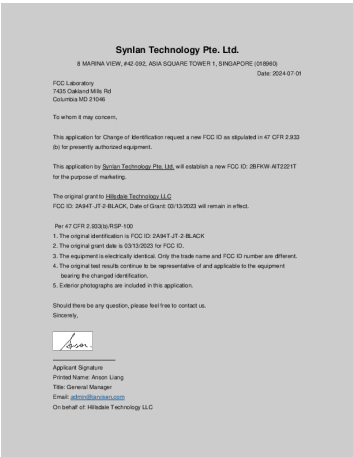 Synlan Technology Pte. Ltd.
8 MARINA VIEW, #42-092, ASIA SQUARE TOWER 1, SINGAPORE (018960)
Date: 2024-07-01
FCC Laboratory
7435 Oakland Mills Rd
Columbia MD 21046
To whom it may concern,
This application for Change of Identification request a new FCC ID as stipulated in 47 CFR 2.933
(b) for presently authorized equipment.
This application by Synlan Technology Pte. Ltd. will establish a new FCC ID: 2BFKW-AIT2221T
for the purpose of marketing.
The original grant to Hillsdale Technology LLC
FCC ID: 2A94T-JT-2-BLACK, Date of Grant: 03/13/2023 will remain in effect.
Per 47 CFR 2.933(b)/RSP-100
1. The original identification is FCC ID: 2A94T-JT-2-BLACK
2. The original grant date is 03/13/2023 for FCC ID.
3. The equipment is electrically identical. Only the trade name and FCC ID number are different.
4. The original test results continue to be representative of and applicable to the equipment
bearing the changed identification.
5. Exterior photographs are included in this application.
Should there be any question, please feel free to contact us.
Sincerely,
Anson.
Applicant Signature
Printed Name: Anson Liang
Title: General Manager
Email: admin@jarvisen.com
On behalf of: Hillsdale Technology LLC